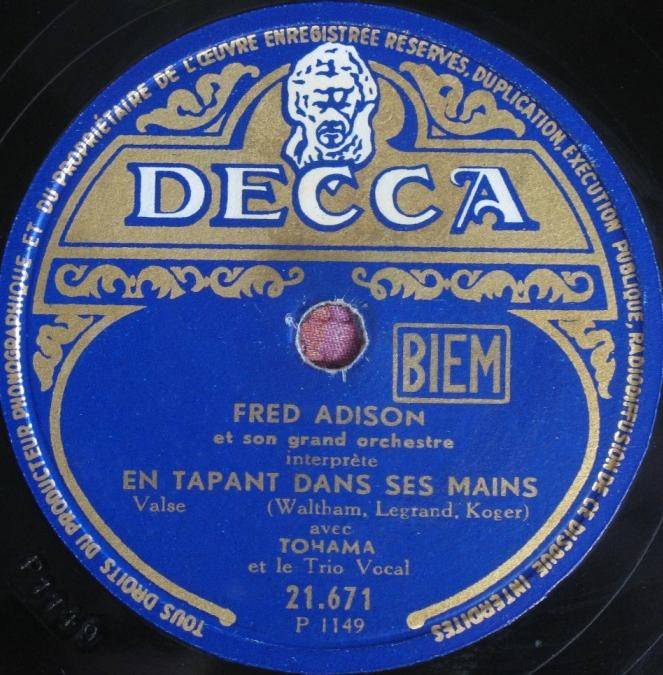 TOUS DROITS DU PRODUCTEUR PHONOGRAPHIQUE ET DU PROPRIÉTAIRE DE L'ŒUVRE ENREGISTRÉE RÉSERVÉS, DUPLICATION, EXÉCUTION PUBLIQUE, RADIODIFFUSION DE CE DISQUE INTERDITES
DECCA
BIEM
FRED ADISON
et son grand orchestre
interprète
EN TAPANT DANS SES MAINS
Valse (Waltham, Legrand, Koger)
avec
TOHAMA
et le Trio Vocal
21.671
P 1149
P 1149